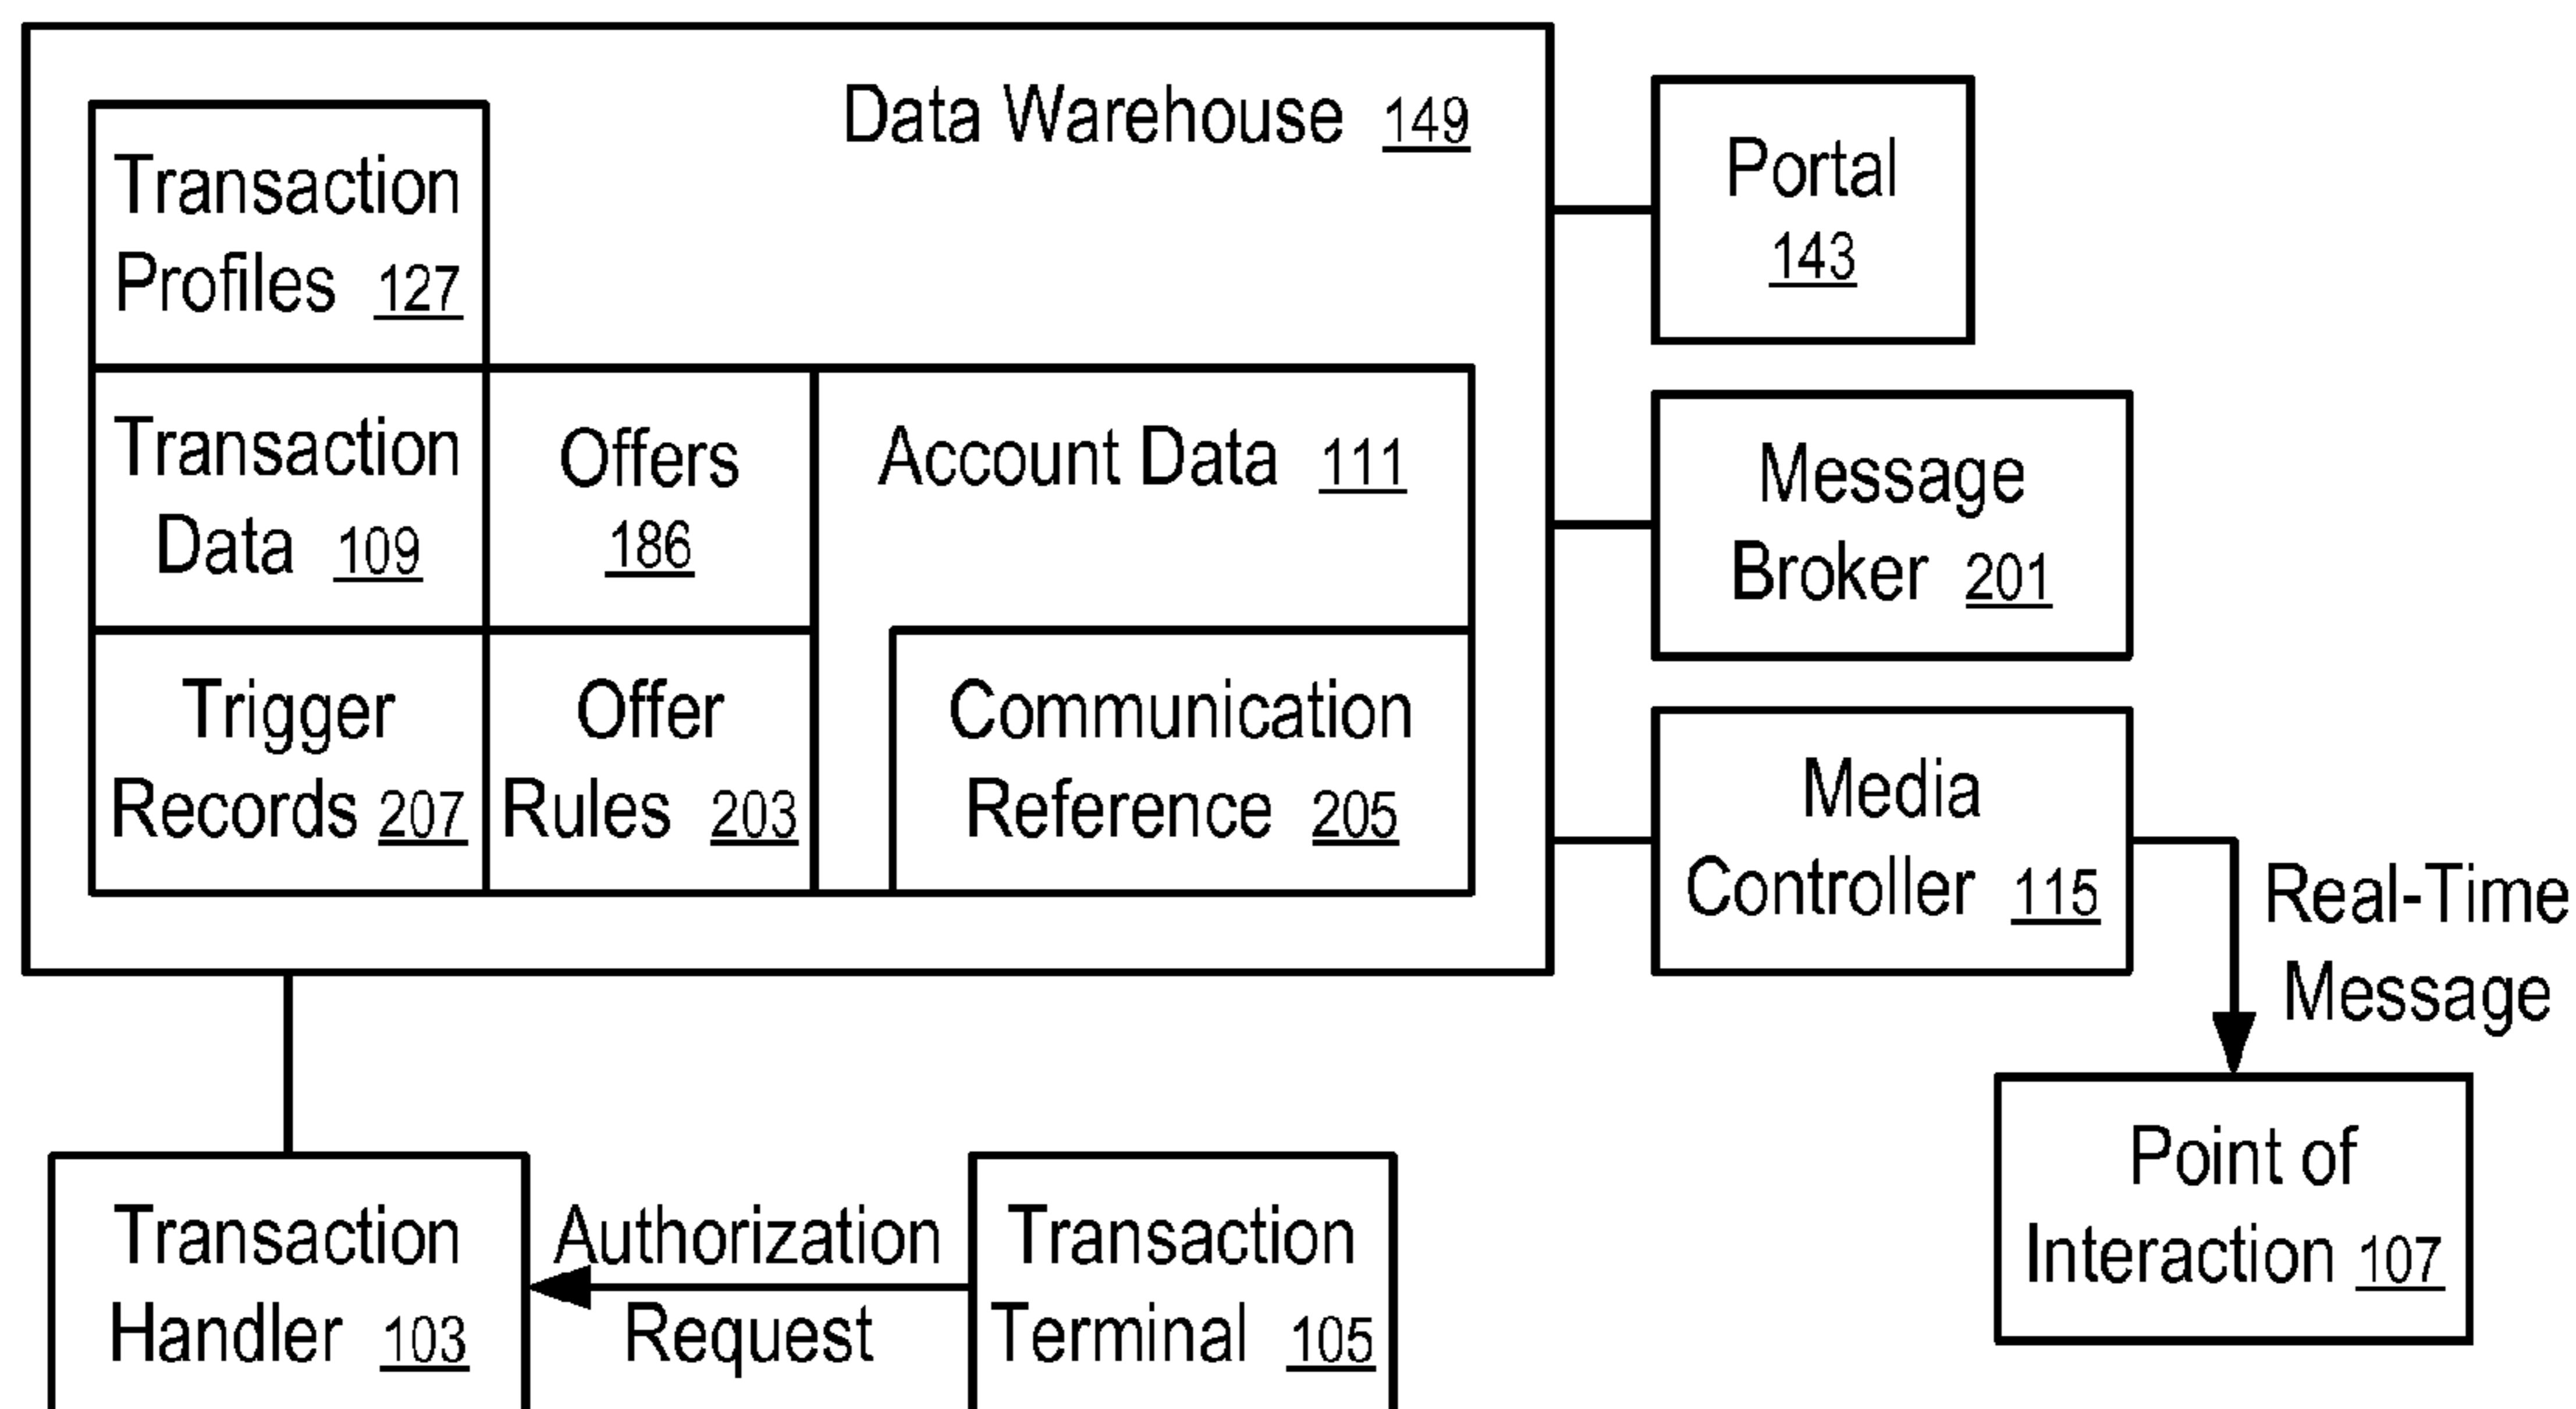 Data Warehouse 149
Transaction
Profiles 127
Transaction
Data 109
Offers
186
Account Data 111
Trigger
Records 207
Offer
Rules 203
Communication
Reference 205
Portal
143
Message
Broker 201
Media
Controller 115
Real-Time
Message
Point of
Interaction 107
Transaction
Handler 103
Authorization
Request
Transaction
Terminal 105